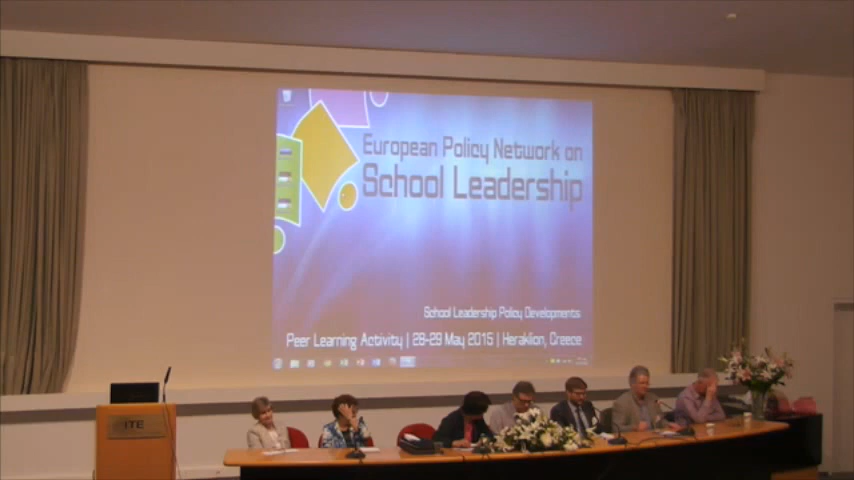 European Policy Network on
School Leadership
School Leadership Policy Developments
Peer Learning Activity | 28-29 May 2015 | Heraklion, Greece
ITE